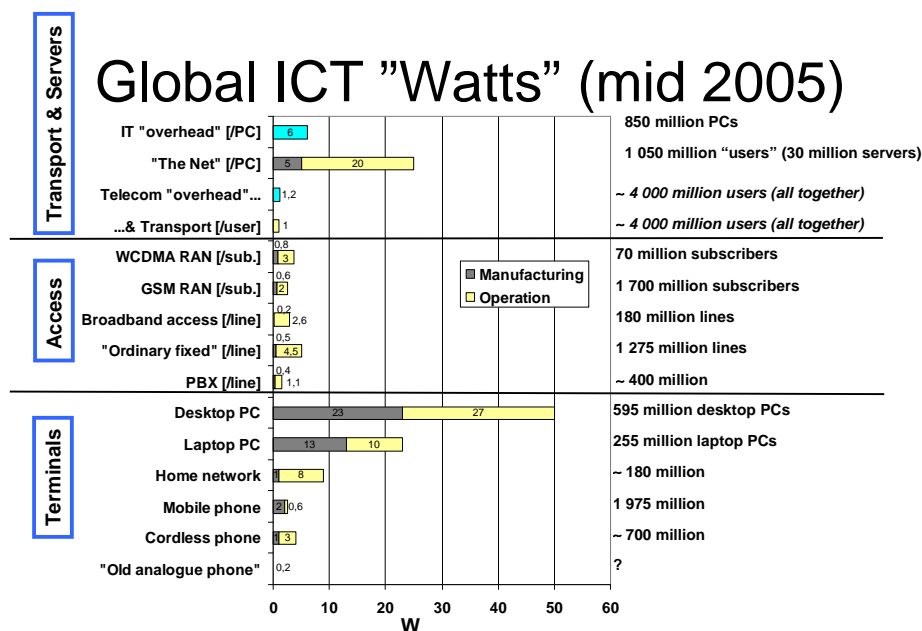 Global ICT ”Watts” (mid 2005)
Transport & Servers
IT "overhead" [/PC] 6 850 million PCs
"The Net" [/PC] 5 20 1 050 million “users” (30 million servers)
Telecom "overhead"... 1,2 ~ 4 000 million users (all together)
...& Transport [/user] 1 ~ 4 000 million users (all together)
Access
WCDMA RAN [/sub.] 0,8 3 70 million subscribers
GSM RAN [/sub.] 0,6 2 1 700 million subscribers
Broadband access [/line] 0,2 2,6 180 million lines
"Ordinary fixed" [/line] 0,5 4,5 1 275 million lines
PBX [/line] 0,4 1,1 ~ 400 million
Manufacturing
Operation
Terminals
Desktop PC 23 27 595 million desktop PCs
Laptop PC 13 10 255 million laptop PCs
Home network 1 8 ~ 180 million
Mobile phone 2 0,6 1 975 million
Cordless phone 1 3 ~ 700 million
"Old analogue phone" 0,2 ?
0 10 20 30 40 50 60
W